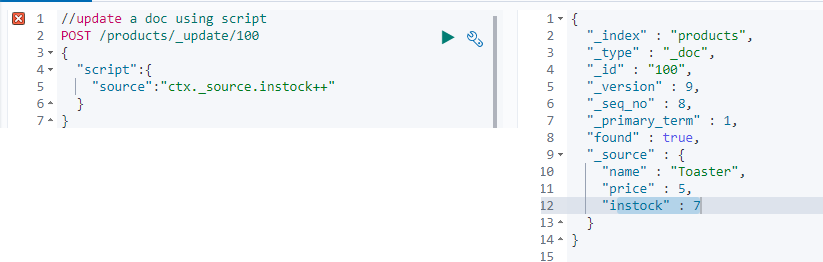 1 //update a doc using script
2 POST /products/_update/100
3 {
4 "script":{
5 "source":"ctx._source.instock++"
6 }
7 }
1 {
2 "_index" : "products",
3 "_type" : "_doc",
4 "_id" : "100",
5 "_version" : 9,
6 "_seq_no" : 8,
7 "_primary_term" : 1,
8 "found" : true,
9 "_source" : {
10 "name" : "Toaster",
11 "price" : 5,
12 "instock" : 7
13 }
14 }
15